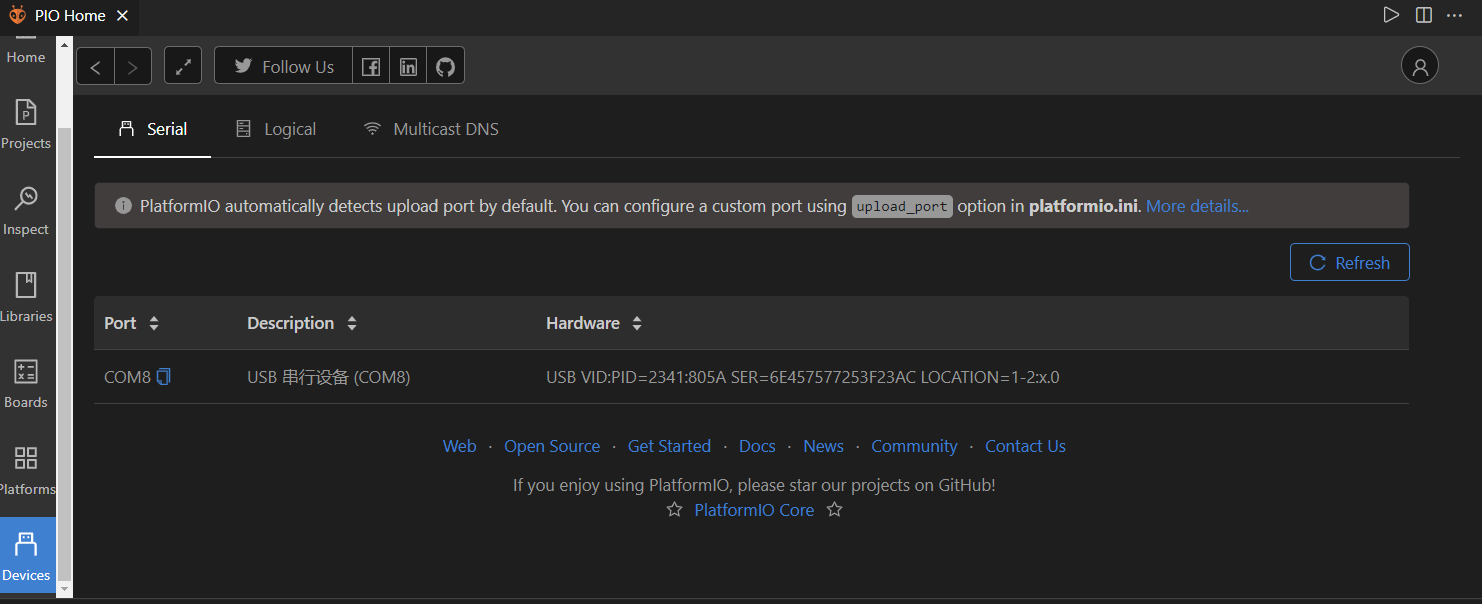 PIO Home
Home
Follow Us
Projects
Inspect
Libraries
Boards
Platforms
Devices
Serial
Logical
Multicast DNS
PlatformIO automatically detects upload port by default. You can configure a custom port using upload_port option in platformio.ini. More details...
Refresh
Port Description Hardware
COM8 USB 串行设备 (COM8) USB VID:PID=2341:805A SER=6E457577253F23AC LOCATION=1-2:x.0
Web · Open Source · Get Started · Docs · News · Community · Contact Us
If you enjoy using PlatformIO, please star our projects on GitHub!
PlatformIO Core